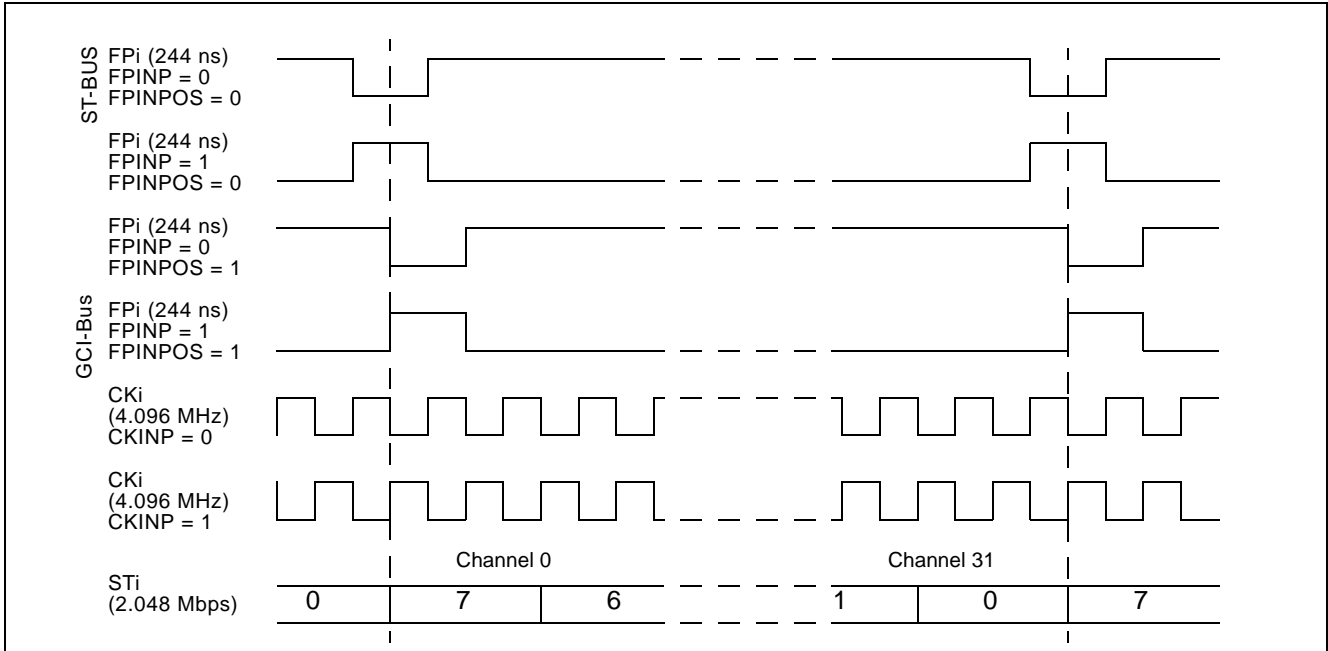 ST-BUS
FPi (244 ns)
FPINP = 0
FPINPOS = 0
FPi (244 ns)
FPINP = 1
FPINPOS = 0
FPi (244 ns)
FPINP = 0
FPINPOS = 1
GCI-Bus
FPi (244 ns)
FPINP = 1
FPINPOS = 1
CKi
(4.096 MHz)
CKINP = 0
CKi
(4.096 MHz)
CKINP = 1
Channel 0 Channel 31
STi
(2.048 Mbps)
0 7 6 1 0 7